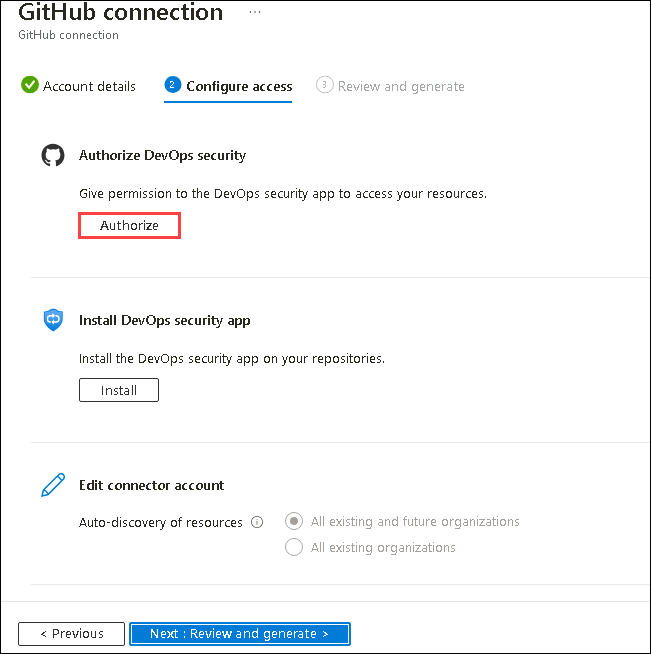 GitHub connection ...
GitHub connection
Account details 2 Configure access 3 Review and generate
Authorize DevOps security
Give permission to the DevOps security app to access your resources.
Authorize
Install DevOps security app
Install the DevOps security app on your repositories.
Install
Edit connector account
Auto-discovery of resources i All existing and future organizations
All existing organizations
< Previous Next : Review and generate >